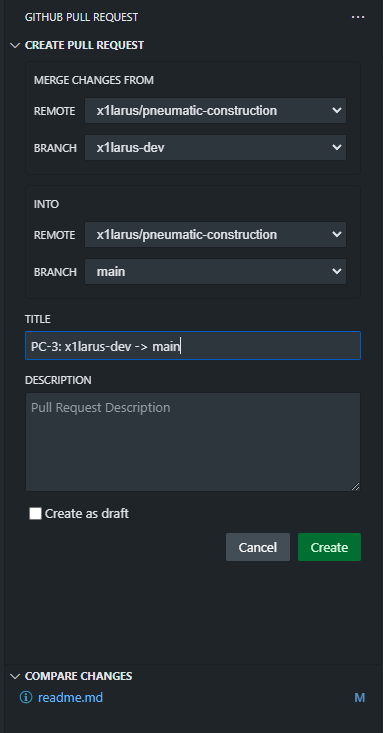 GITHUB PULL REQUEST
CREATE PULL REQUEST
MERGE CHANGES FROM
REMOTE x1larus/pneumatic-construction
BRANCH x1larus-dev
INTO
REMOTE x1larus/pneumatic-construction
BRANCH main
TITLE
PC-3: x1larus-dev -> main
DESCRIPTION
Pull Request Description
Create as draft
Cancel Create
COMPARE CHANGES
readme.md M